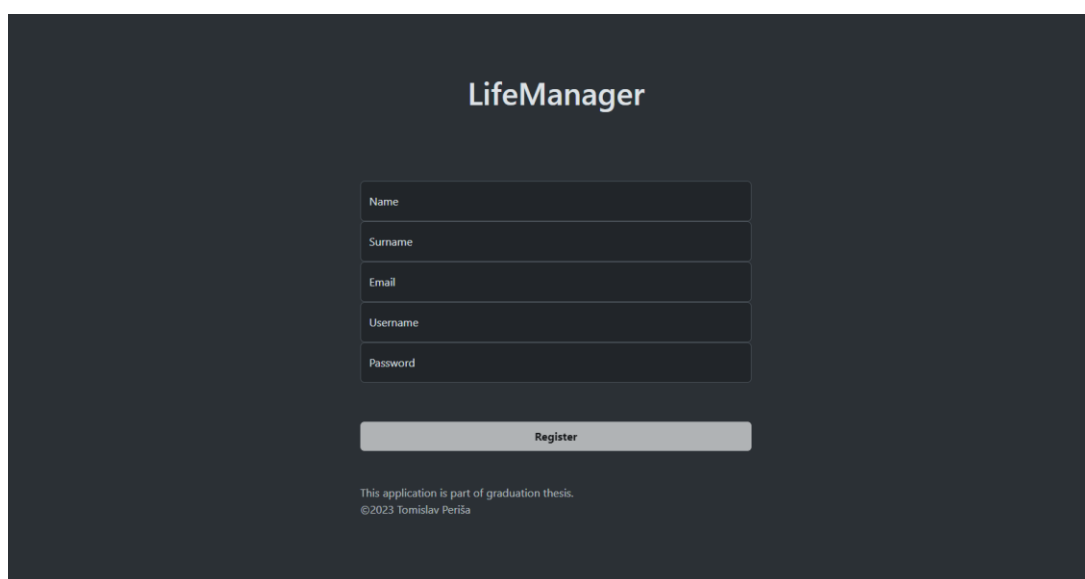 LifeManager
Name
Surname
Email
Username
Password
Register
This application is part of graduation thesis.
©2023 Tomislav Periša